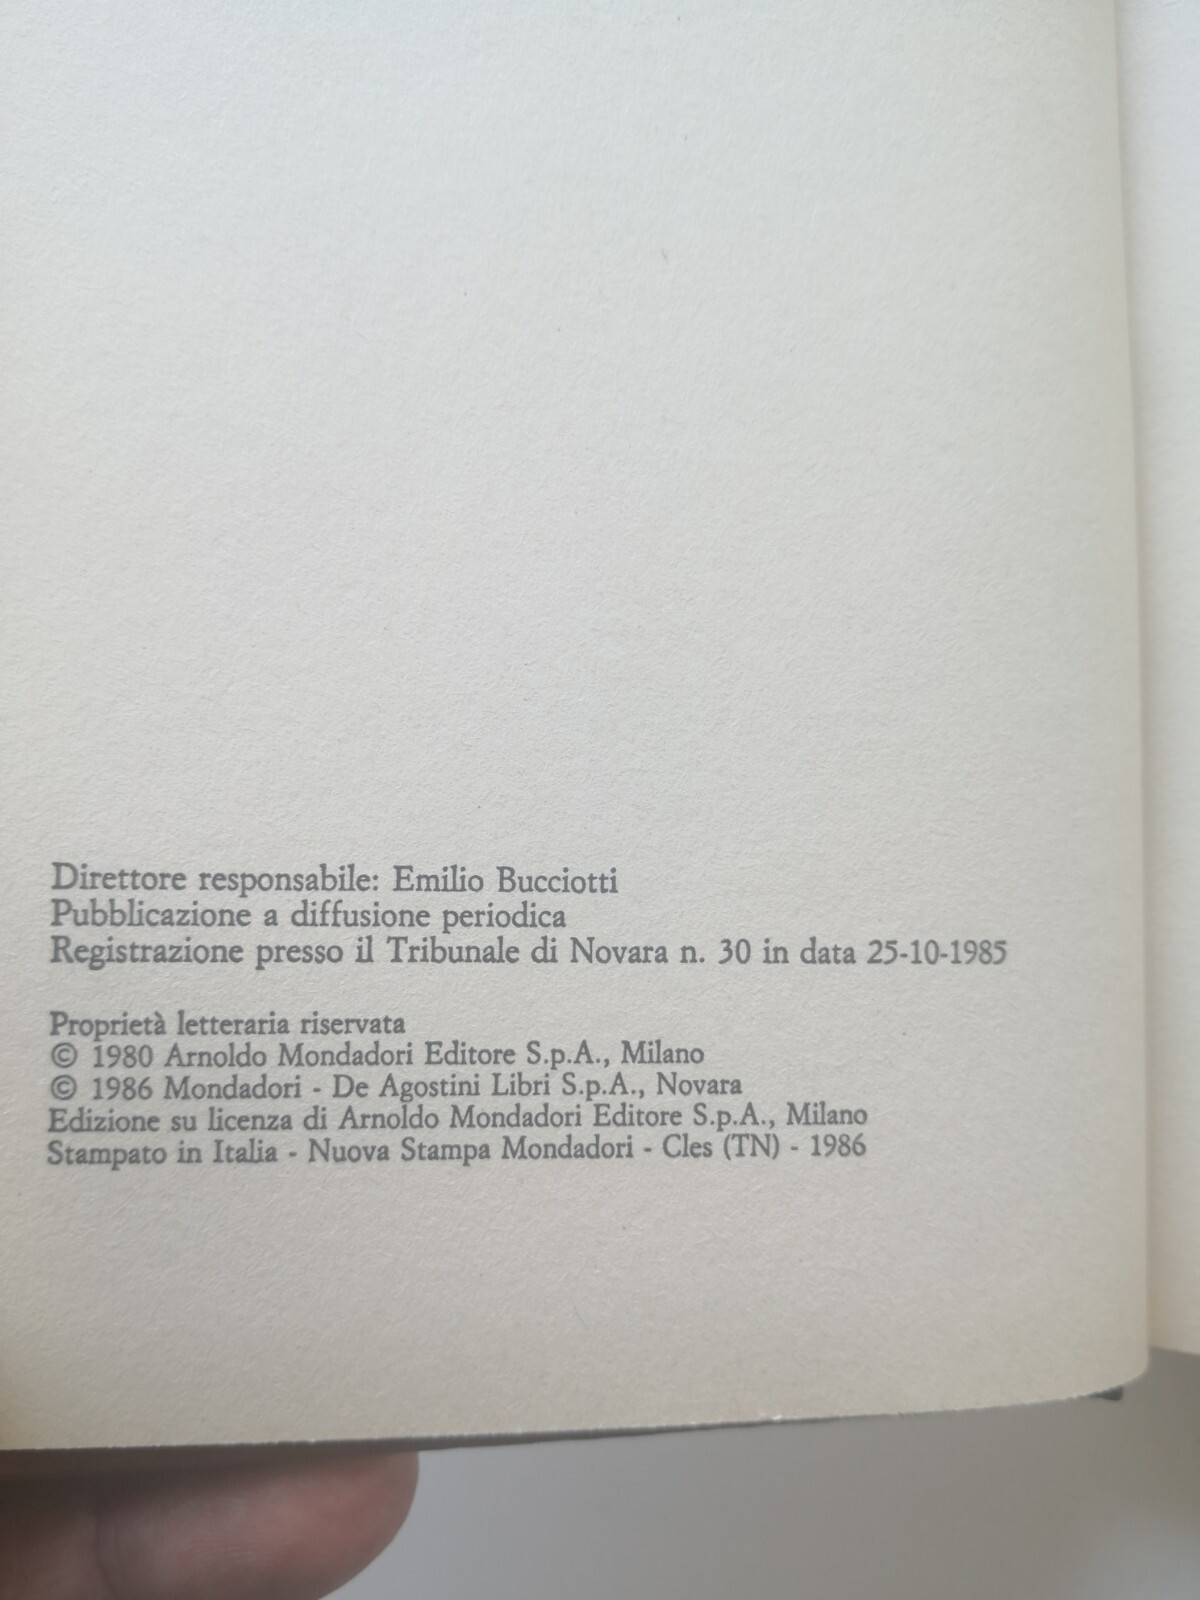 Direttore responsabile: Emilio Bucciotti
Pubblicazione a diffusione periodica
Registrazione presso il Tribunale di Novara n. 30 in data 25-10-1985
Proprietà letteraria riservata
© 1980 Arnoldo Mondadori Editore S.p.A., Milano
© 1986 Mondadori - De Agostini Libri S.p.A., Novara
Edizione su licenza di Arnoldo Mondadori Editore S.p.A., Milano
Stampato in Italia - Nuova Stampa Mondadori - Cles (TN) - 1986